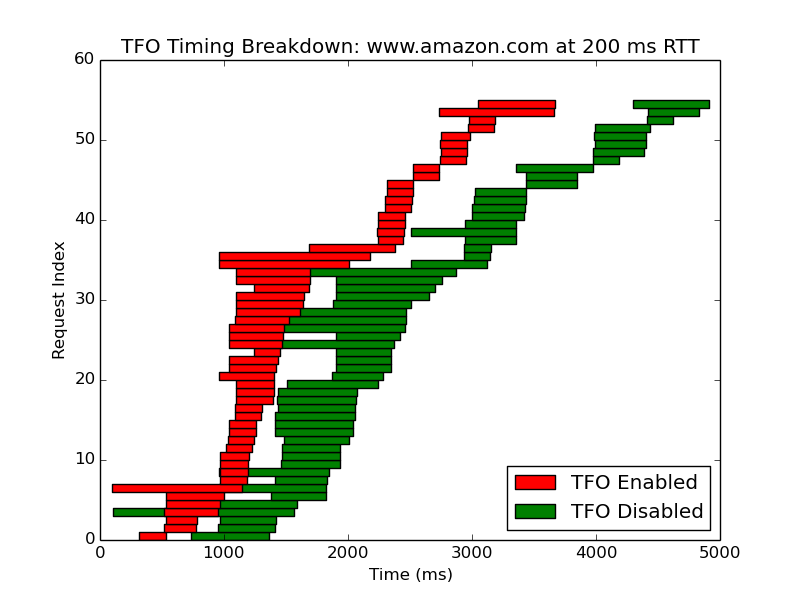 TFO Timing Breakdown: www.amazon.com at 200 ms RTT
60
50
40
30
20
10
0
Request Index
TFO Enabled
TFO Disabled
0 1000 2000 3000 4000 5000
Time (ms)